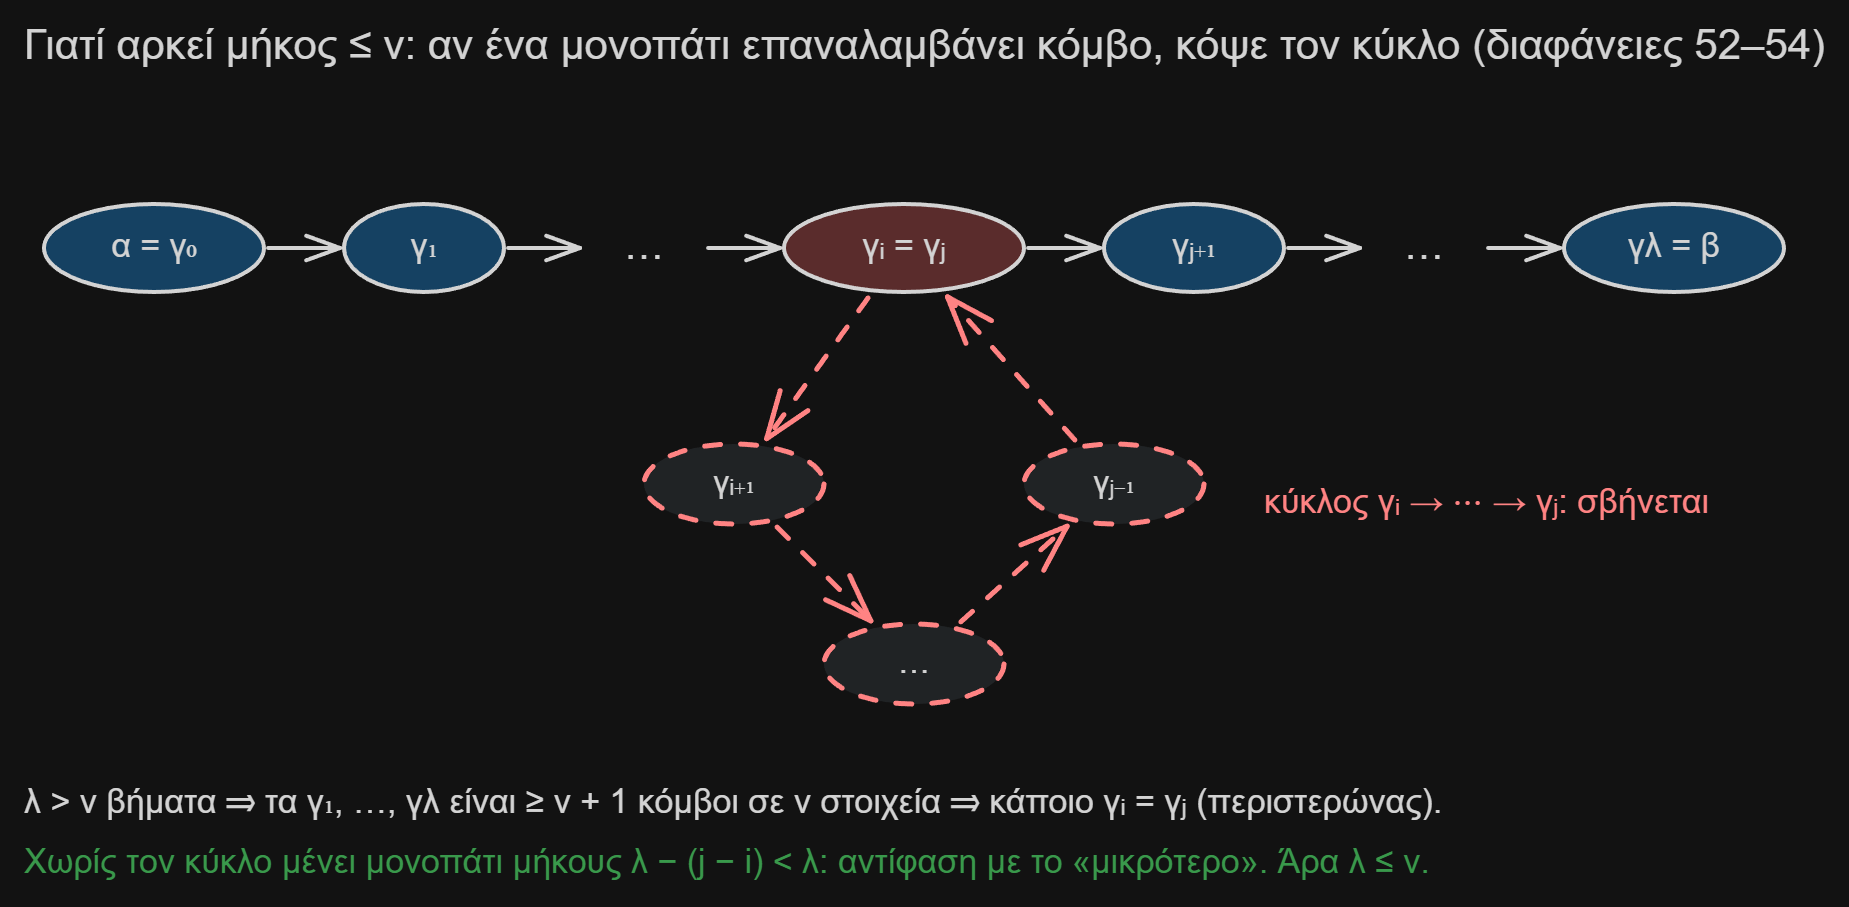 Γιατί αρκεί μήκος ≤ ν: αν ένα μονοπάτι επαναλαμβάνει κόμβο, κόψε τον κύκλο (διαφάνειες 52–54)
α = γ₀
γ₁
…
γᵢ = γⱼ
γⱼ₊₁
…
γλ = β
γᵢ₊₁
γⱼ₋₁
κύκλος γᵢ → ⋯ → γⱼ: σβήνεται
…
λ > ν βήματα ⇒ τα γ₁, …, γλ είναι ≥ ν + 1 κόμβοι σε ν στοιχεία ⇒ κάποιο γᵢ = γⱼ (περιστερώνας).
Χωρίς τον κύκλο μένει μονοπάτι μήκους λ − (j − i) < λ: αντίφαση με το «μικρότερο». Άρα λ ≤ ν.